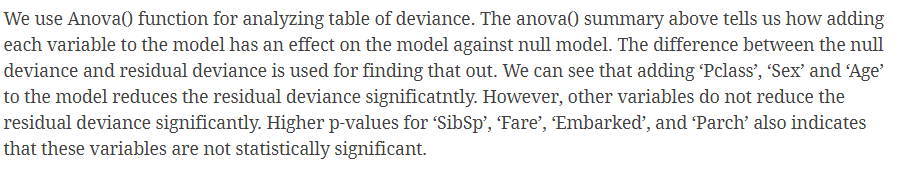 We use Anova() function for analyzing table of deviance. The anova() summary above tells us how adding
each variable to the model has an effect on the model against null model. The difference between the null
deviance and residual deviance is used for finding that out. We can see that adding ‘Pclass’, ‘Sex’ and ‘Age’
to the model reduces the residual deviance significatntly. However, other variables do not reduce the
residual deviance significantly. Higher p-values for ‘SibSp’, ‘Fare’, ‘Embarked’, and ‘Parch’ also indicates
that these variables are not statistically significant.